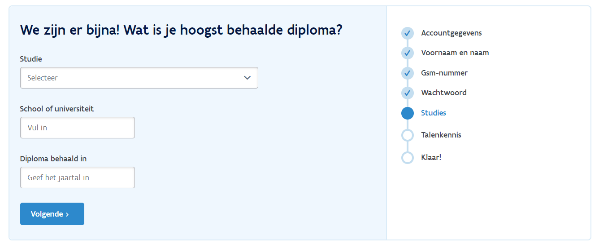 We zijn er bijna! Wat is je hoogst behaalde diploma?
Studie
Selecteer
School of universiteit
Vul in
Diploma behaald in
Geef het jaartal in
Volgende >
Accountgegevens
Voornaam en naam
Gsm-nummer
Wachtwoord
Studies
Talenkennis
Klaar!